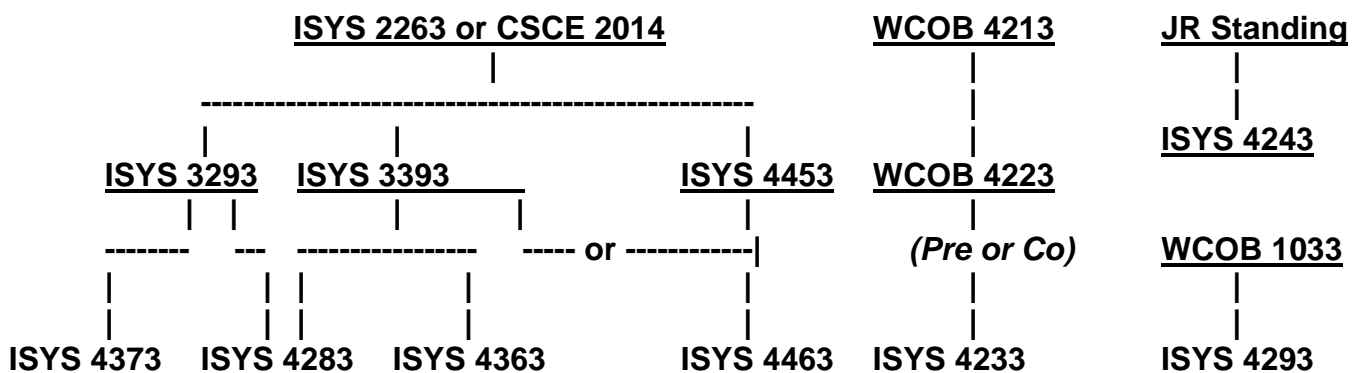 ISYS 2263 or CSCE 2014 WCOB 4213 JR Standing
ISYS 4243
ISYS 3293 ISYS 3393 ISYS 4453 WCOB 4223
or (Pre or Co) WCOB 1033
ISYS 4373 ISYS 4283 ISYS 4363 ISYS 4463 ISYS 4233 ISYS 4293